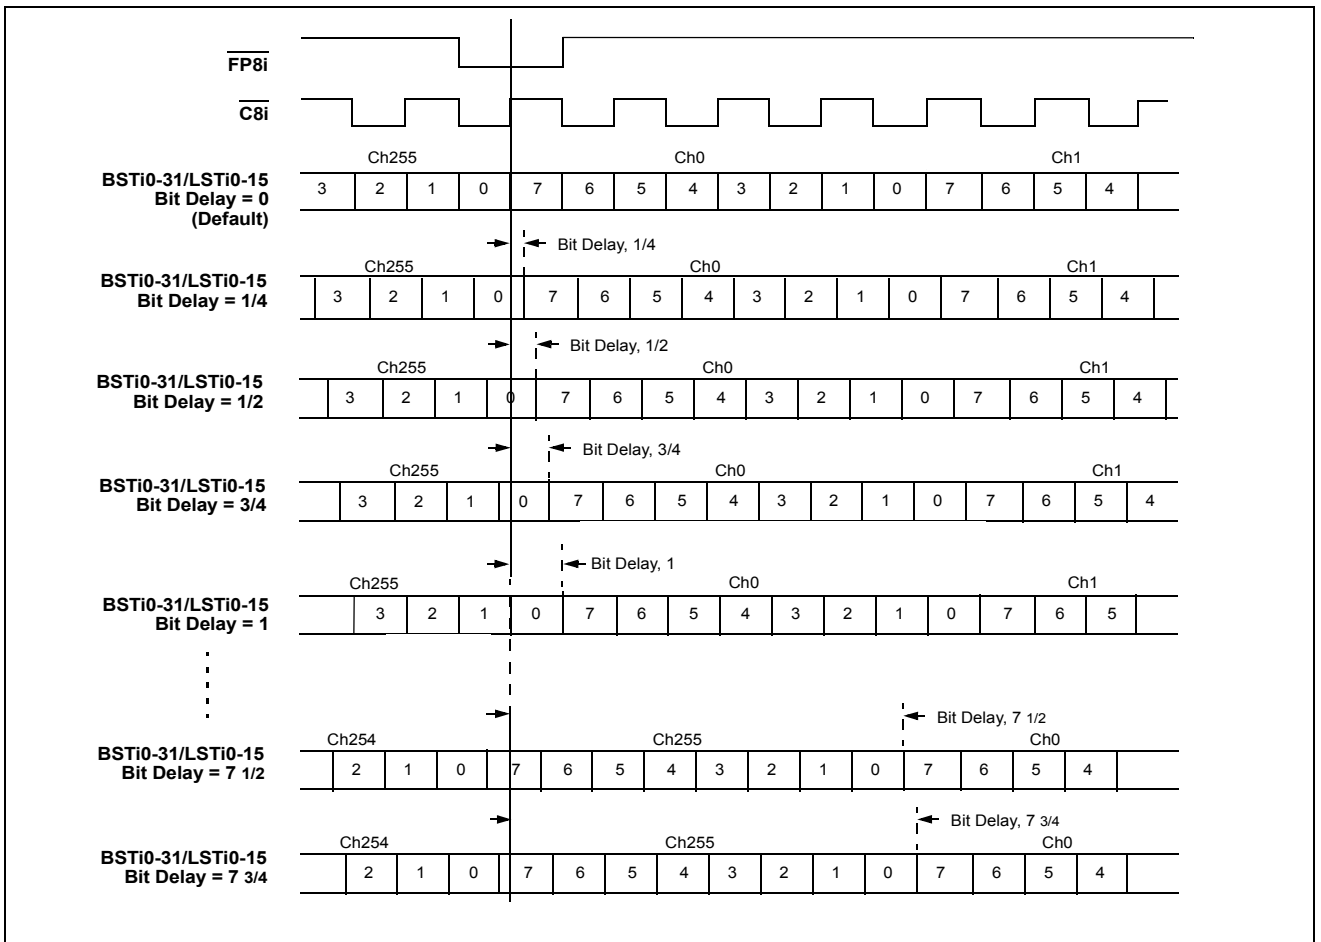 FP8i
C8i
Ch255 Ch0 Ch1
BSTi0-31/LSTi0-15
Bit Delay = 0
(Default)
3 2 1 0 7 6 5 4 3 2 1 0 7 6 5 4
Bit Delay, 1/4
Ch255 Ch0 Ch1
BSTi0-31/LSTi0-15
Bit Delay = 1/4
3 2 1 0 7 6 5 4 3 2 1 0 7 6 5 4
Bit Delay, 1/2
Ch255 Ch0 Ch1
BSTi0-31/LSTi0-15
Bit Delay = 1/2
3 2 1 0 7 6 5 4 3 2 1 0 7 6 5 4
Bit Delay, 3/4
Ch255 Ch0 Ch1
BSTi0-31/LSTi0-15
Bit Delay = 3/4
3 2 1 0 7 6 5 4 3 2 1 0 7 6 5 4
Bit Delay, 1
Ch255 Ch0 Ch1
BSTi0-31/LSTi0-15
Bit Delay = 1
3 2 1 0 7 6 5 4 3 2 1 0 7 6 5
Bit Delay, 7 1/2
Ch254 Ch255 Ch0
BSTi0-31/LSTi0-15
Bit Delay = 7 1/2
2 1 0 7 6 5 4 3 2 1 0 7 6 5 4
Bit Delay, 7 3/4
Ch254 Ch255 Ch0
BSTi0-31/LSTi0-15
Bit Delay = 7 3/4
2 1 0 7 6 5 4 3 2 1 0 7 6 5 4